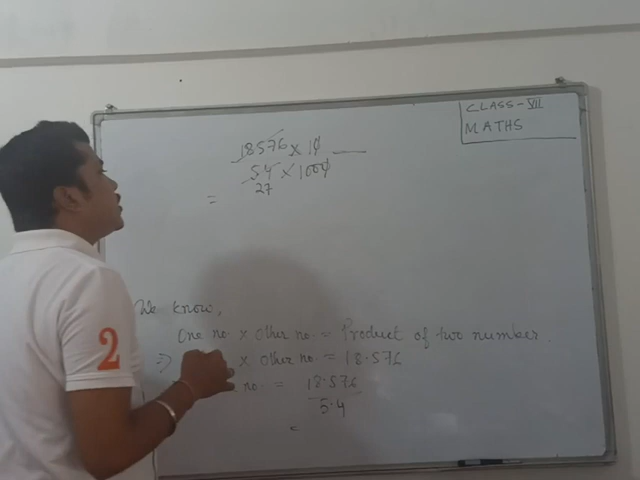 CLASS-VII
MATHS
18576 × 10
54 × 1000
27
=
We know,
One no × other no. = Product of two number.
⇒ × other no = 18.576
no = 18.576
5.4
=
2